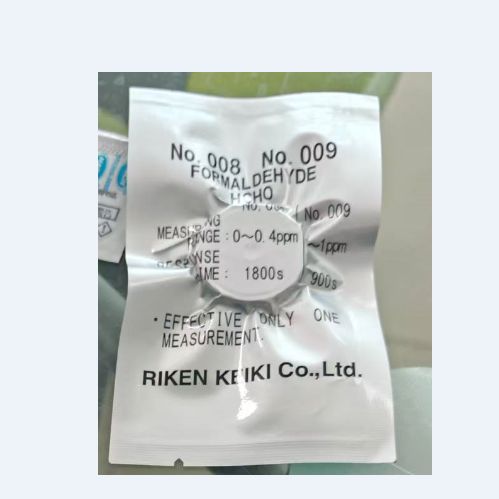 No. 008 No. 009
FORMALDEHYDE
HCHO
No. 009
MEASURING
RANGE : 0～0.4ppm ～1ppm
TIME : 1800s 900s
・EFFECTIVE ONLY ONE
MEASUREMENT.
RIKEN KEIKI Co.,Ltd.